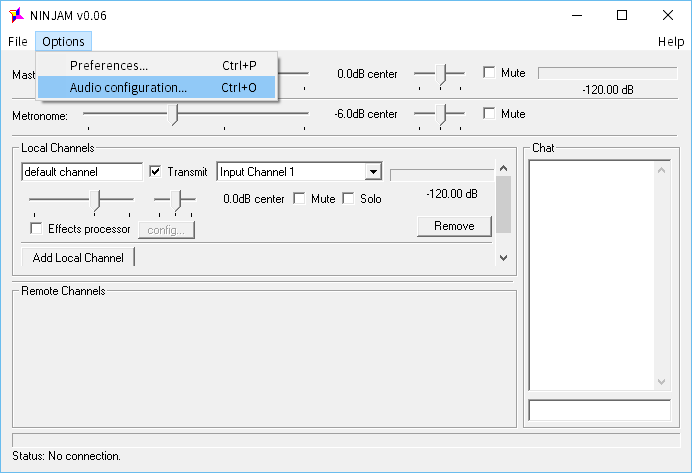 NINJAM v0.06
File Options Help
Preferences... Ctrl+P
Mast 0.0dB center Mute
Audio configuration... Ctrl+O
-120.00 dB
Metronome: -6.0dB center Mute
Local Channels
Chat
default channel Transmit Input Channel 1
-120.00 dB
0.0dB center Mute Solo
Effects processor config... Remove
Add Local Channel
Remote Channels
Status: No connection.